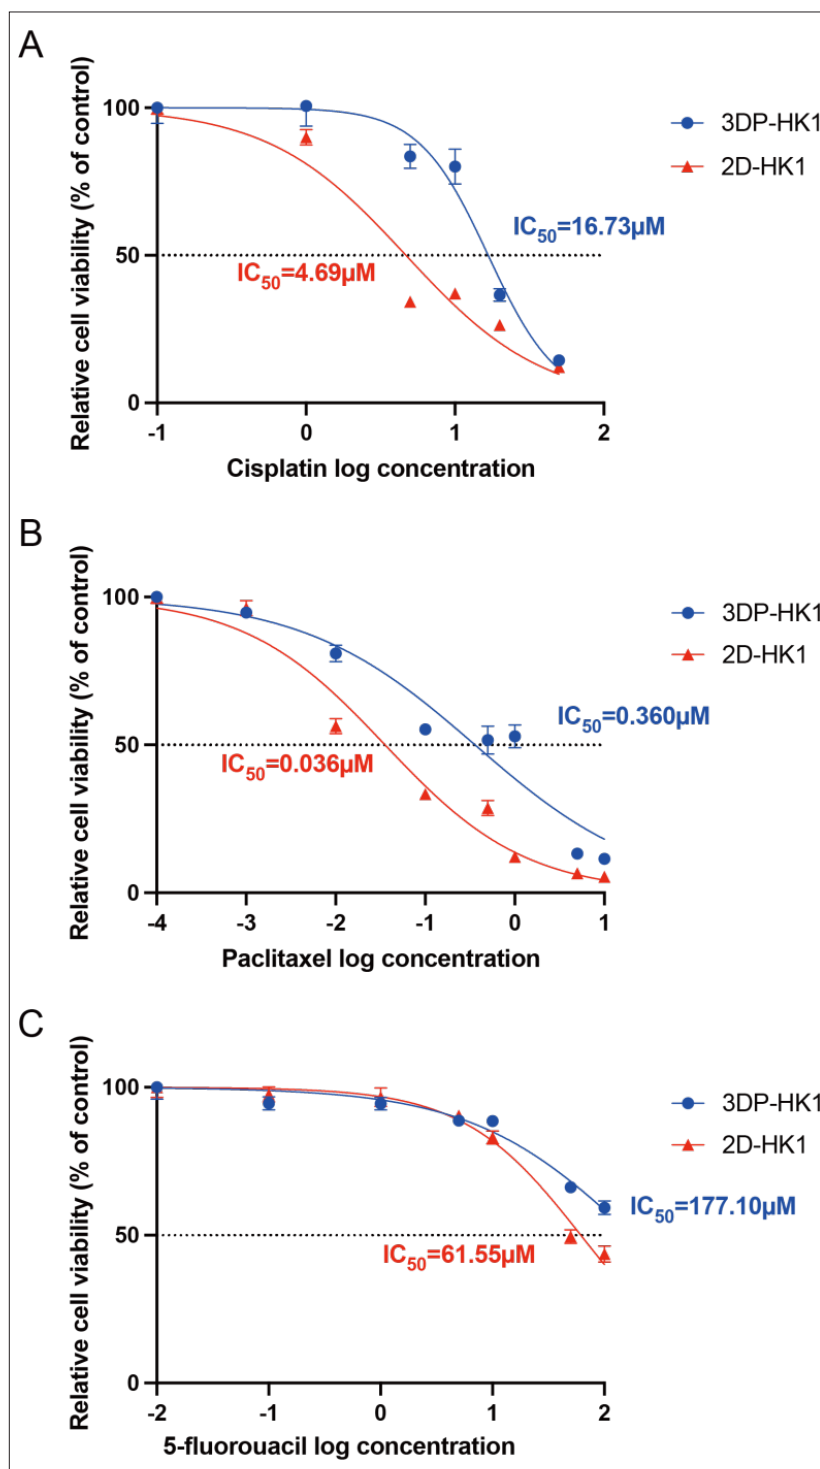 A
Relative cell viability (% of control)
100
50
0
-1
0
1
2
Cisplatin log concentration
3DP-HK1
2D-HK1
IC50=16.73μM
IC50=4.69μM
B
Relative cell viability (% of control)
100
50
0
-4
-3
-2
-1
0
1
Paclitaxel log concentration
3DP-HK1
2D-HK1
IC50=0.360μM
IC50=0.036μM
C
Relative cell viability (% of control)
100
50
0
-2
-1
0
1
2
5-fluorouacil log concentration
3DP-HK1
2D-HK1
IC50=177.10μM
IC50=61.55μM